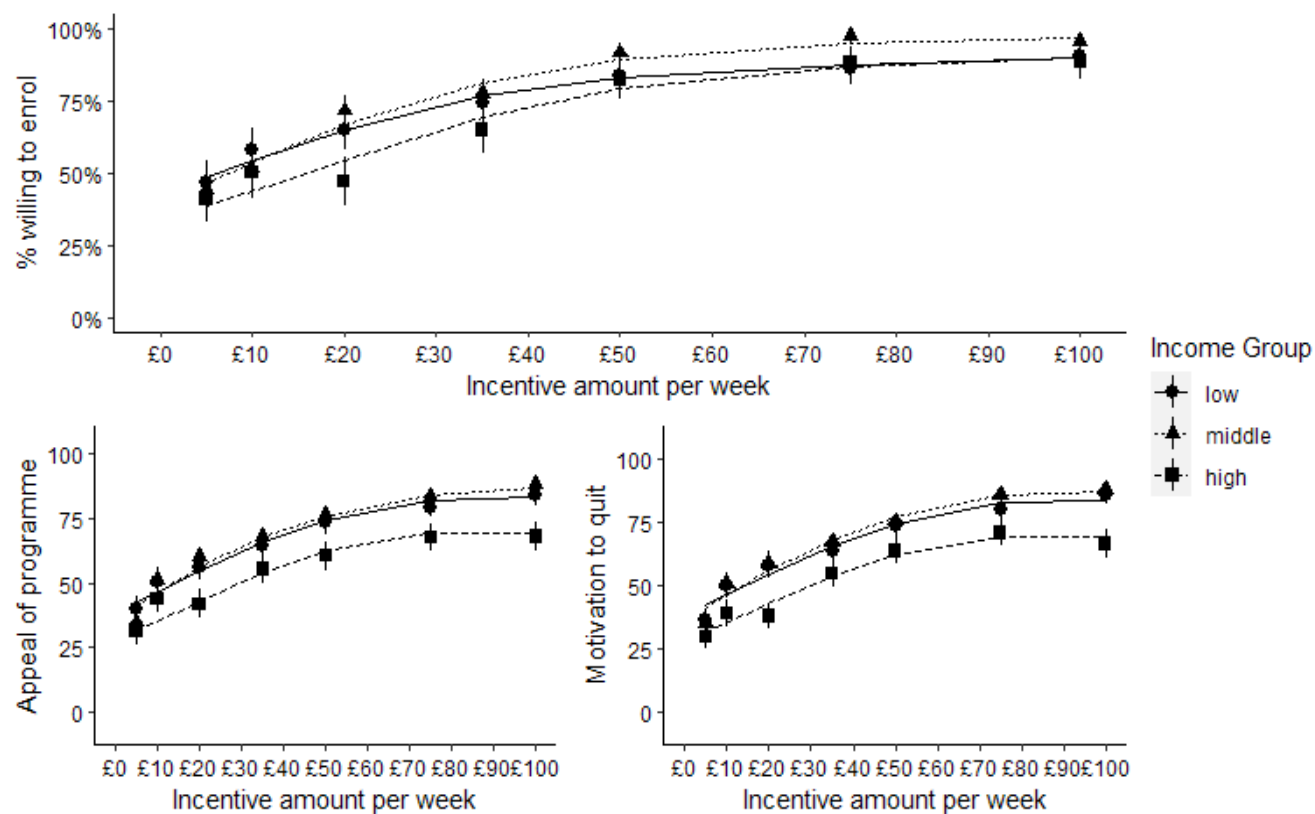 100%
75%
50%
25%
0%
% willing to enrol
£0 £10 £20 £30 £40 £50 £60 £70 £80 £90 £100
Incentive amount per week
Income Group
low
middle
high
100
75
50
25
0
Appeal of programme
£0 £10 £20 £30 £40 £50 £60 £70 £80 £90 £100
Incentive amount per week
100
75
50
25
0
Motivation to quit
£0 £10 £20 £30 £40 £50 £60 £70 £80 £90 £100
Incentive amount per week